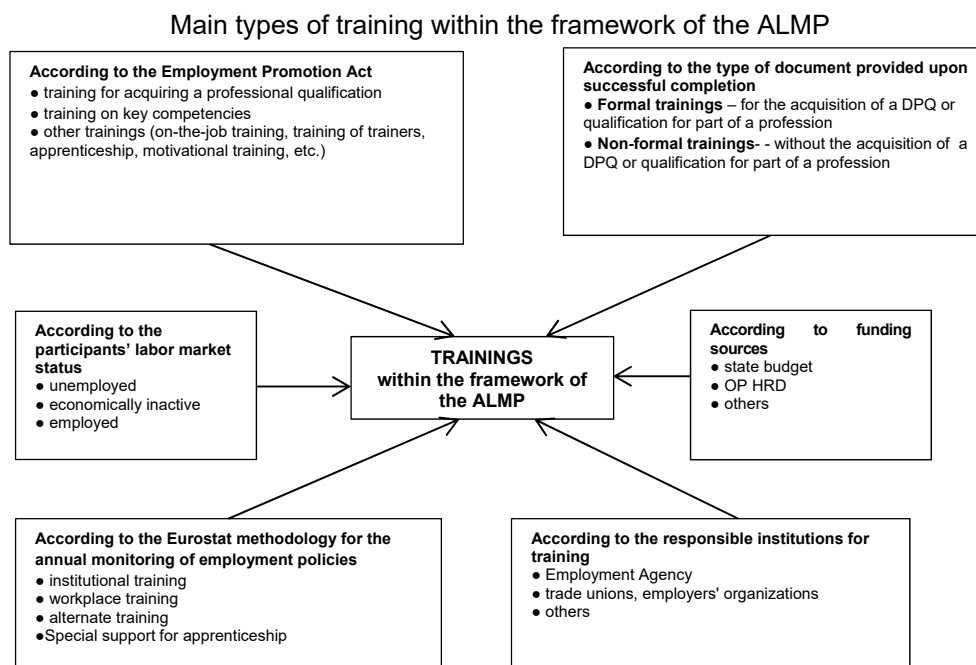 Main types of training within the framework of the ALMP
According to the Employment Promotion Act
● training for acquiring a professional qualification
● training on key competencies
● other trainings (on-the-job training, training of trainers,
apprenticeship, motivational training, etc.)
According to the type of document provided upon
successful completion
● Formal trainings – for the acquisition of a DPQ or
qualification for part of a profession
● Non-formal trainings- - without the acquisition of a
DPQ or qualification for part of a profession
According to the
participants’ labor market
status
● unemployed
● economically inactive
● employed
TRAININGS
within the framework of
the ALMP
According to funding
sources
● state budget
● OP HRD
● others
According to the Eurostat methodology for the
annual monitoring of employment policies
● institutional training
● workplace training
● alternate training
●Special support for apprenticeship
According to the responsible institutions for
training
● Employment Agency
● trade unions, employers' organizations
● others